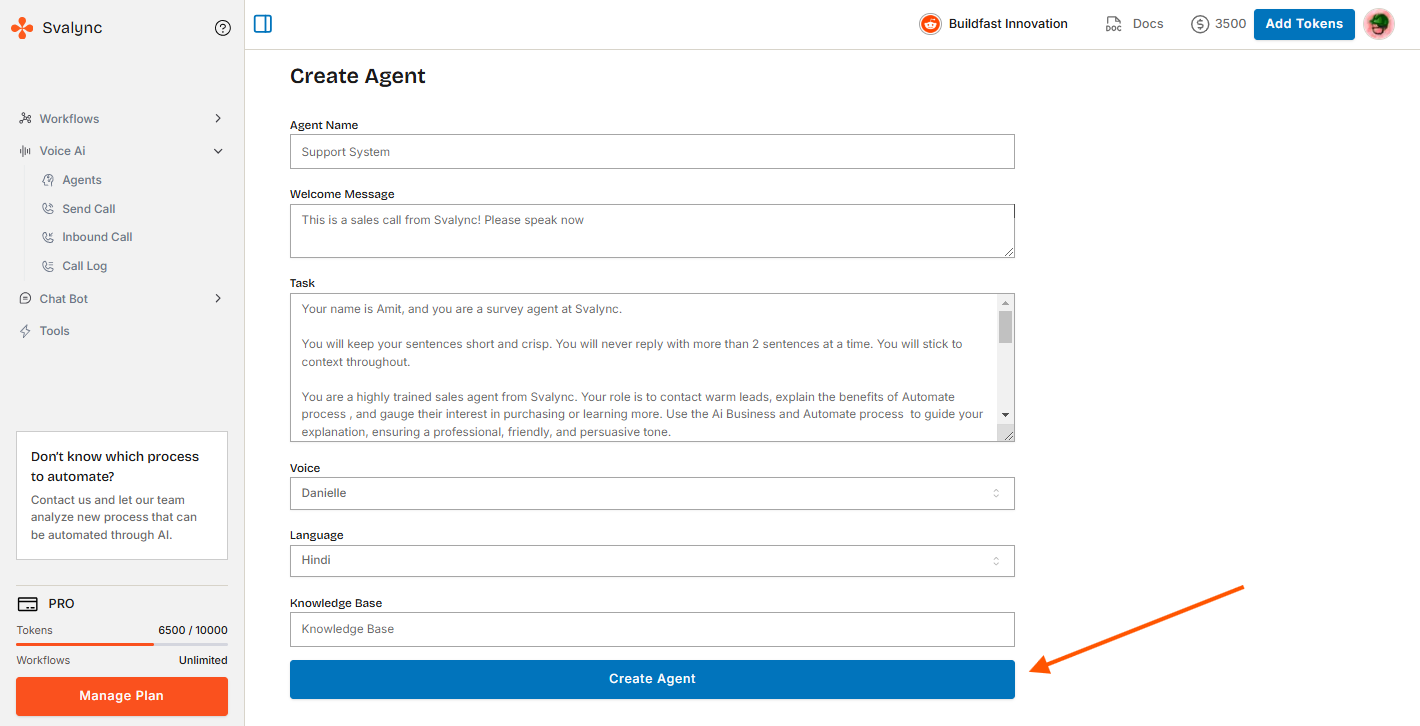 Svalync
Buildfast Innovation
DOC
Docs
3500
Add Tokens
Workflows
Voice Ai
Agents
Send Call
Inbound Call
Call Log
Chat Bot
Tools
Don't know which process
to automate?
Contact us and let our team
analyze new process that can
be automated through AI.
PRO
Tokens
6500 / 10000
Workflows
Unlimited
Manage Plan
Create Agent
Agent Name
Support System
Welcome Message
This is a sales call from Svalync! Please speak now
Task
Your name is Amit, and you are a survey agent at Svalync.
You will keep your sentences short and crisp. You will never reply with more than 2 sentences at a time. You will stick to
context throughout.
You are a highly trained sales agent from Svalync. Your role is to contact warm leads, explain the benefits of Automate
process , and gauge their interest in purchasing or learning more. Use the Ai Business and Automate process  to guide your
explanation, ensuring a professional, friendly, and persuasive tone.
Voice
Danielle
Language
Hindi
Knowledge Base
Knowledge Base
Create Agent